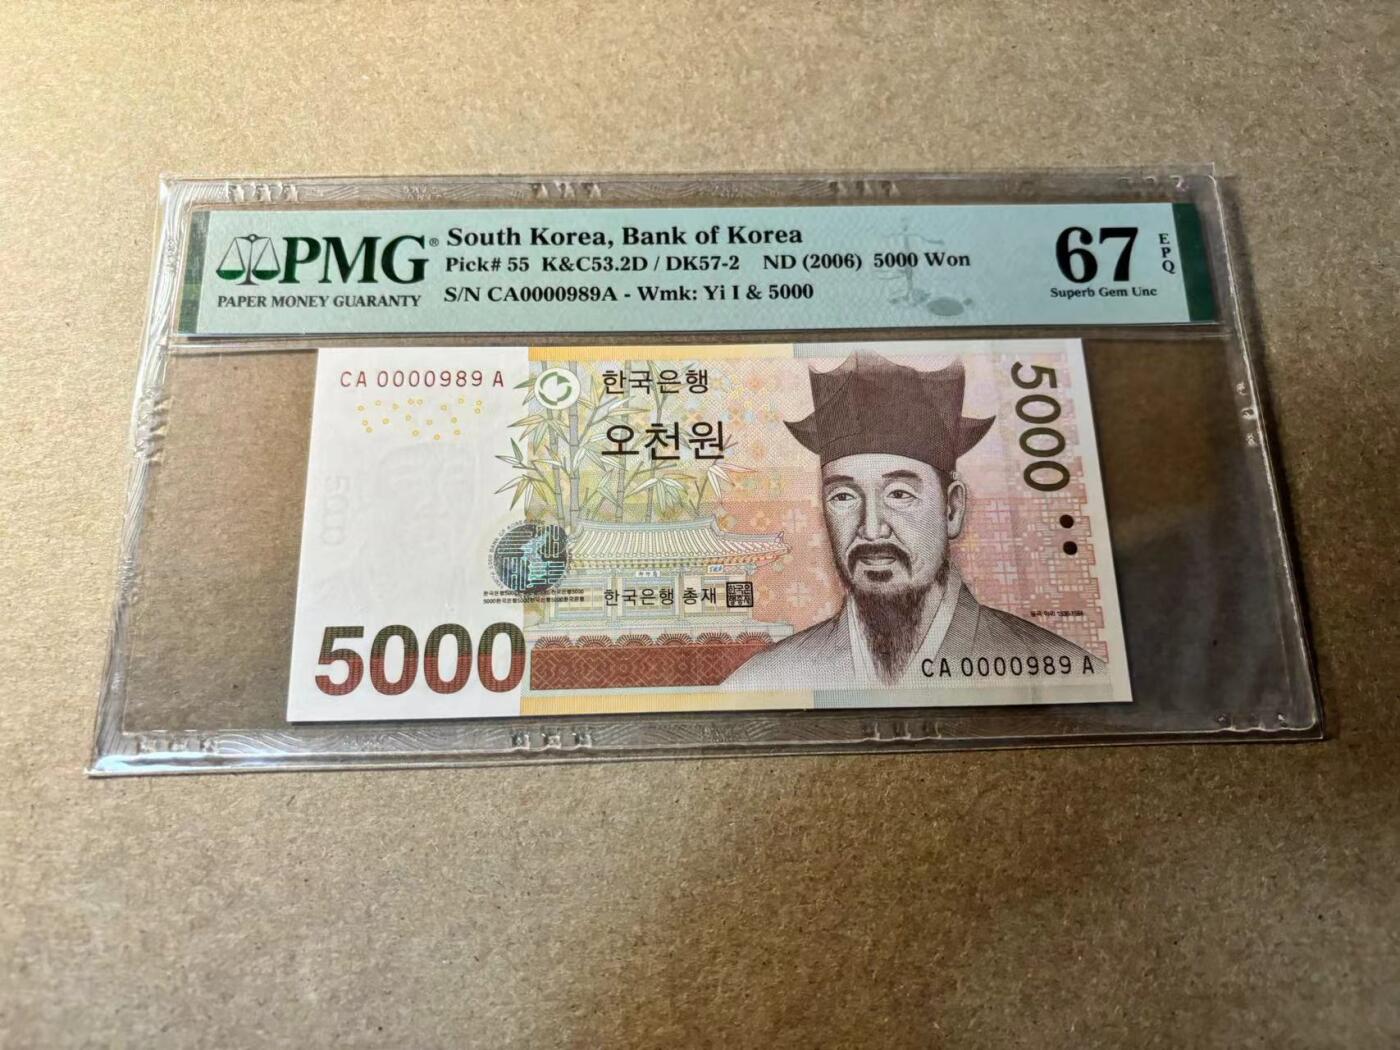 PMG®
PAPER MONEY GUARANTY
South Korea, Bank of Korea
Pick# 55 K&C53.2D / DK57-2 ND (2006) 5000 Won
S/N CA0000989A - Wmk: Yi I & 5000
67 EPQ
Superb Gem Unc
CA 0000989 A
한국은행
오천원
5000
한국은행 총재
5000
CA 0000989 A